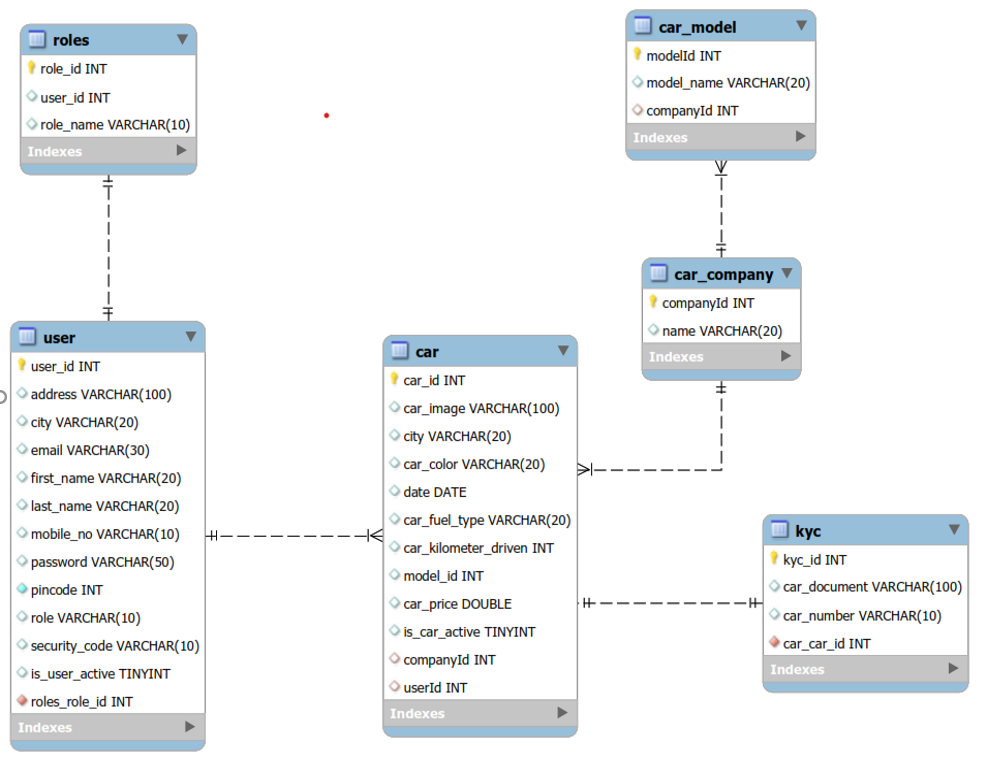 roles
role_id INT
user_id INT
role_name VARCHAR(10)
Indexes
car_model
modelId INT
model_name VARCHAR(20)
companyId INT
Indexes
car_company
companyId INT
name VARCHAR(20)
Indexes
user
user_id INT
address VARCHAR(100)
city VARCHAR(20)
email VARCHAR(30)
first_name VARCHAR(20)
last_name VARCHAR(20)
mobile_no VARCHAR(10)
password VARCHAR(50)
pincode INT
role VARCHAR(10)
security_code VARCHAR(10)
is_user_active TINYINT
roles_role_id INT
Indexes
car
car_id INT
car_image VARCHAR(100)
city VARCHAR(20)
car_color VARCHAR(20)
date DATE
car_fuel_type VARCHAR(20)
car_kilometer_driven INT
model_id INT
car_price DOUBLE
is_car_active TINYINT
companyId INT
userId INT
Indexes
kyc
kyc_id INT
car_document VARCHAR(100)
car_number VARCHAR(10)
car_car_id INT
Indexes